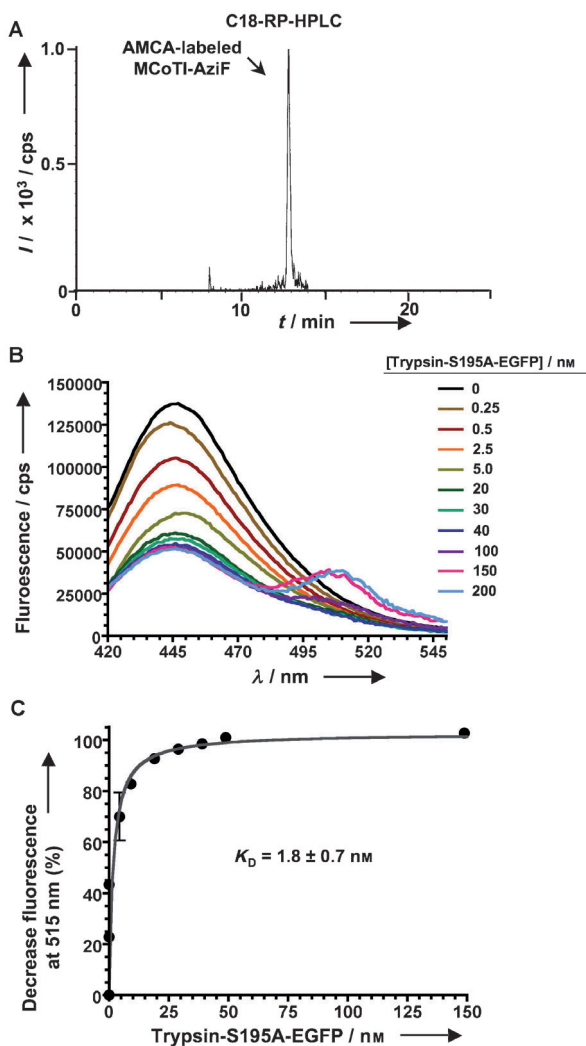 A
C18-RP-HPLC
AMCA-labeled
MCoTI-AziF
I / x 10³ / cps
1.0
0.5
0
0 10 20
t / min
B
[Trypsin-S195A-EGFP] / nM
Fluroescence / cps
150000
125000
100000
75000
50000
25000
0
420 445 470 495 520 545
λ / nm
0
0.25
0.5
2.5
5.0
20
30
40
100
150
200
C
Decrease fluorescence
at 515 nm (%)
100
80
60
40
20
0
K_D = 1.8 ± 0.7 nM
0 25 50 75 100 125 150
Trypsin-S195A-EGFP / nM